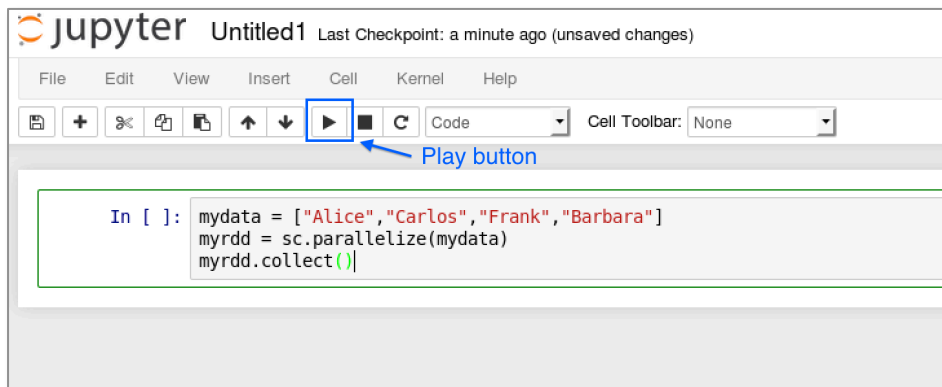 jupyter Untitled1 Last Checkpoint: a minute ago (unsaved changes)
File Edit View Insert Cell Kernel Help
Code Cell Toolbar: None
Play button
In [ ]: mydata = ["Alice","Carlos","Frank","Barbara"]
myrdd = sc.parallelize(mydata)
myrdd.collect()